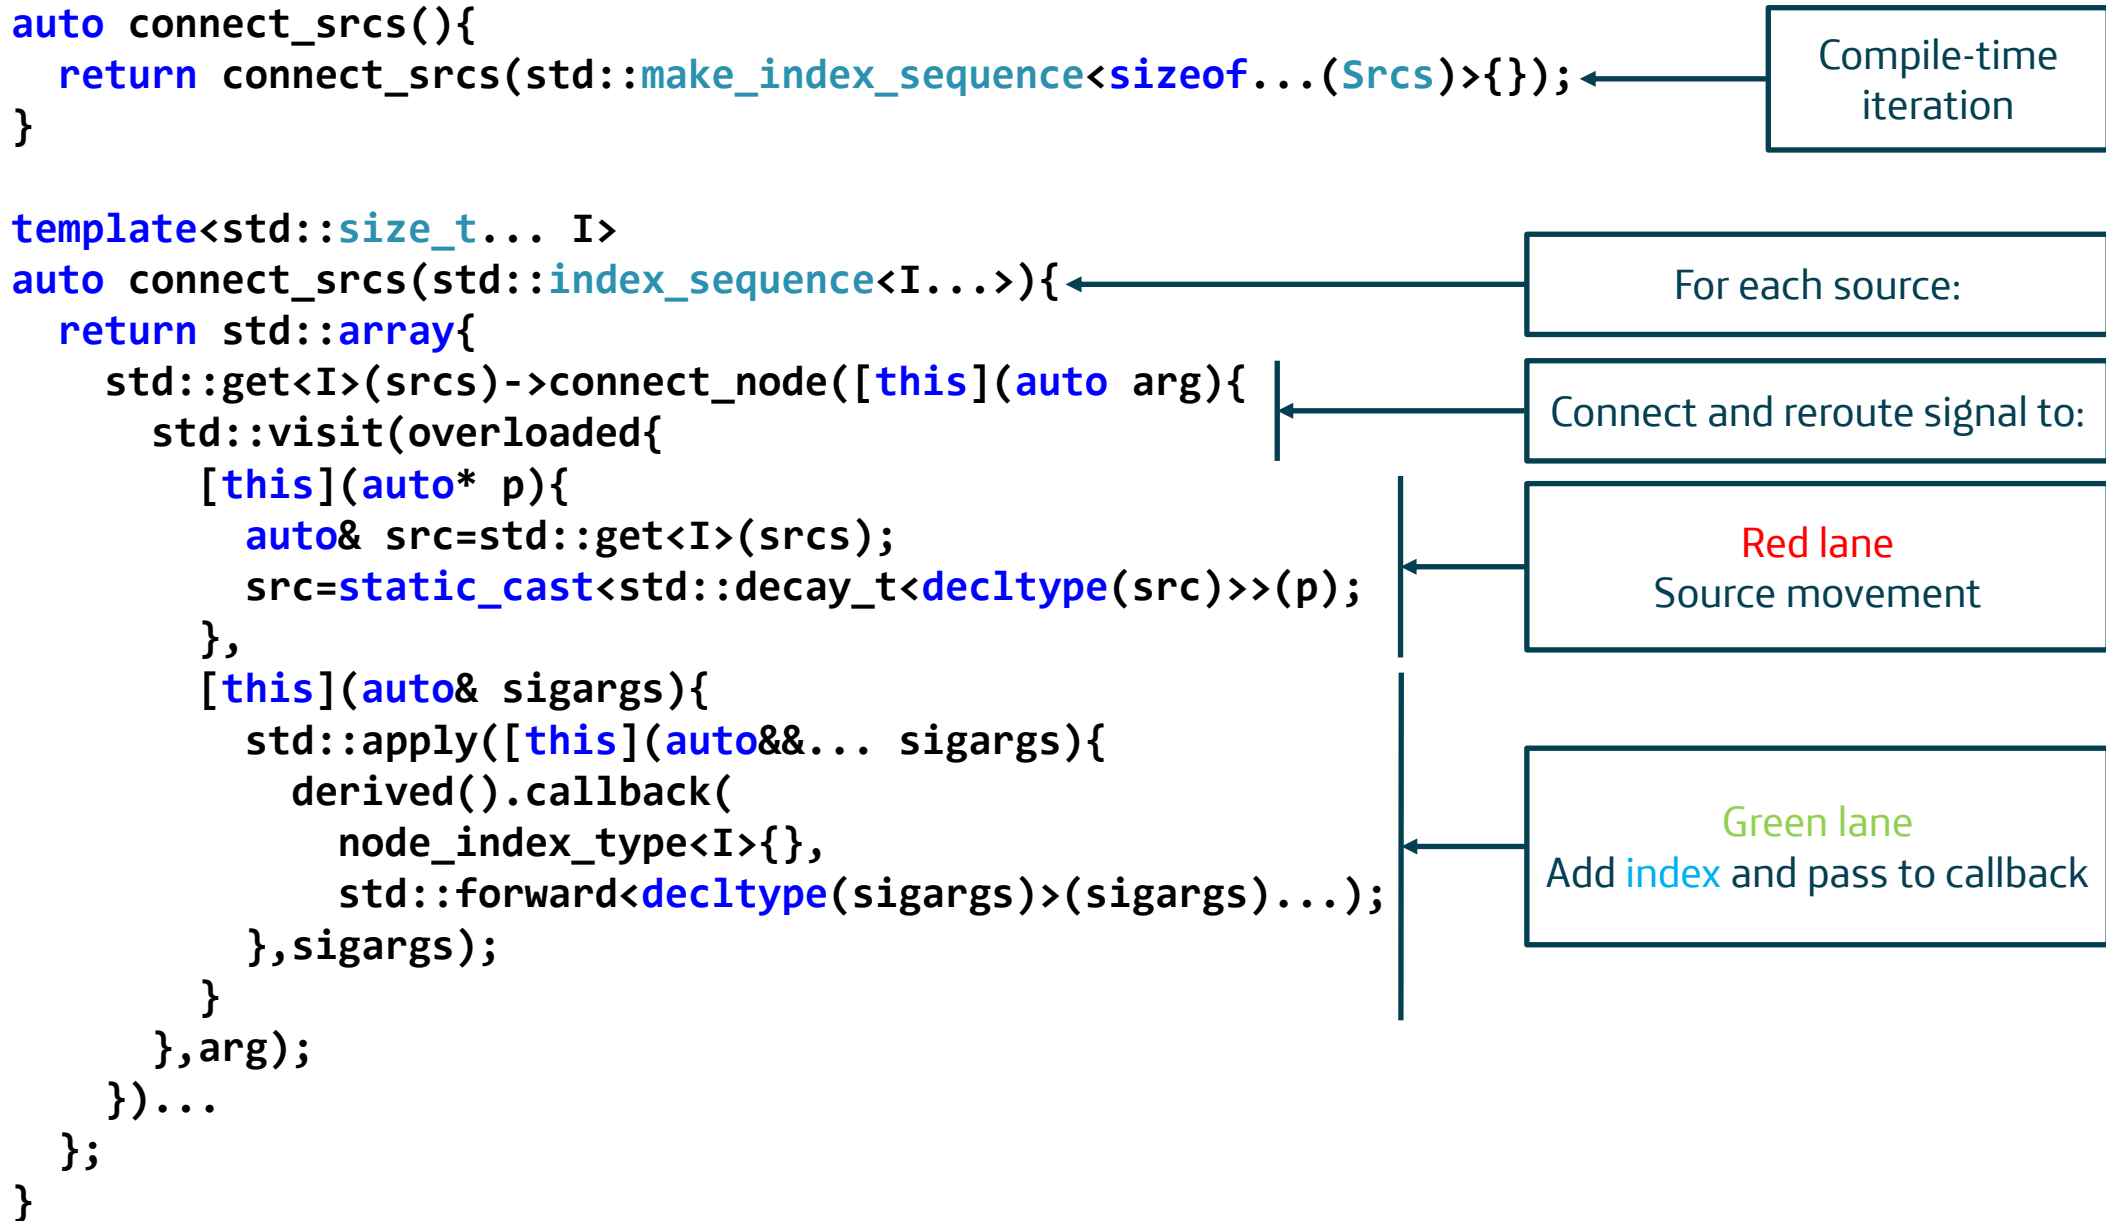 auto connect_srcs(){
  return connect_srcs(std::make_index_sequence<sizeof...(Srcs)>{});
}
Compile-time
iteration
template<std::size_t... I>
auto connect_srcs(std::index_sequence<I...>){
For each source:
  return std::array{
    std::get<I>(srcs)->connect_node([this](auto arg){
      std::visit(overloaded{
Connect and reroute signal to:
        [this](auto* p){
          auto& src=std::get<I>(srcs);
          src=static_cast<std::decay_t<decltype(src)>>(p);
        },
Red lane
Source movement
        [this](auto& sigargs){
          std::apply([this](auto&&... sigargs){
            derived().callback(
              node_index_type<I>{},
              std::forward<decltype(sigargs)>(sigargs)...);
          },sigargs);
        }
Green lane
Add index and pass to callback
      },arg);
    })...
  };
}